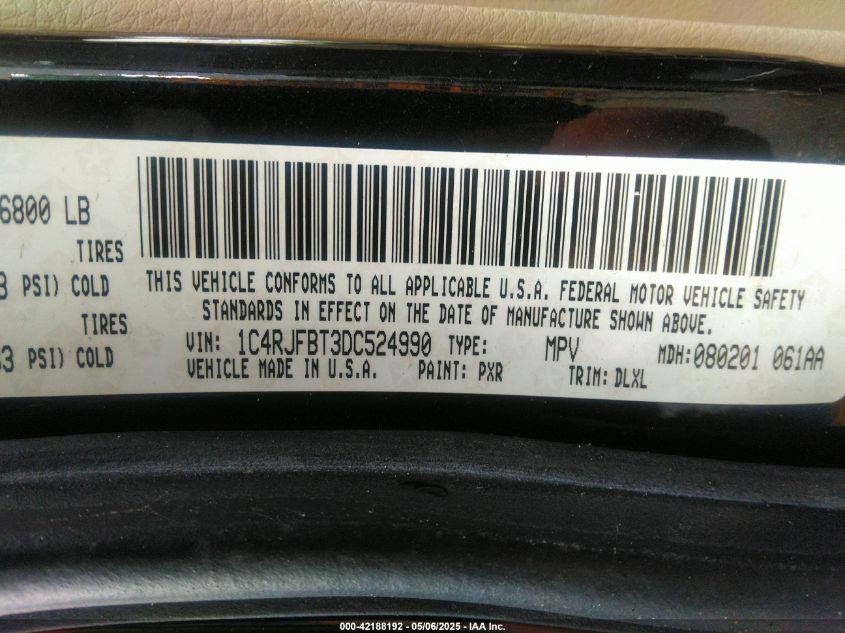 6800 LB
TIRES
PSI) COLD
TIRES
PSI) COLD
THIS VEHICLE CONFORMS TO ALL APPLICABLE U.S.A. FEDERAL MOTOR VEHICLE SAFETY
STANDARDS IN EFFECT ON THE DATE OF MANUFACTURE SHOWN ABOVE.
VIN: 1C4RJFBT3DC524990 TYPE: MPV MDH:080201 061AA
VEHICLE MADE IN U.S.A. PAINT: PXR TRIM: DLXL
000-42188192 - 05/06/2025 - IAA Inc.